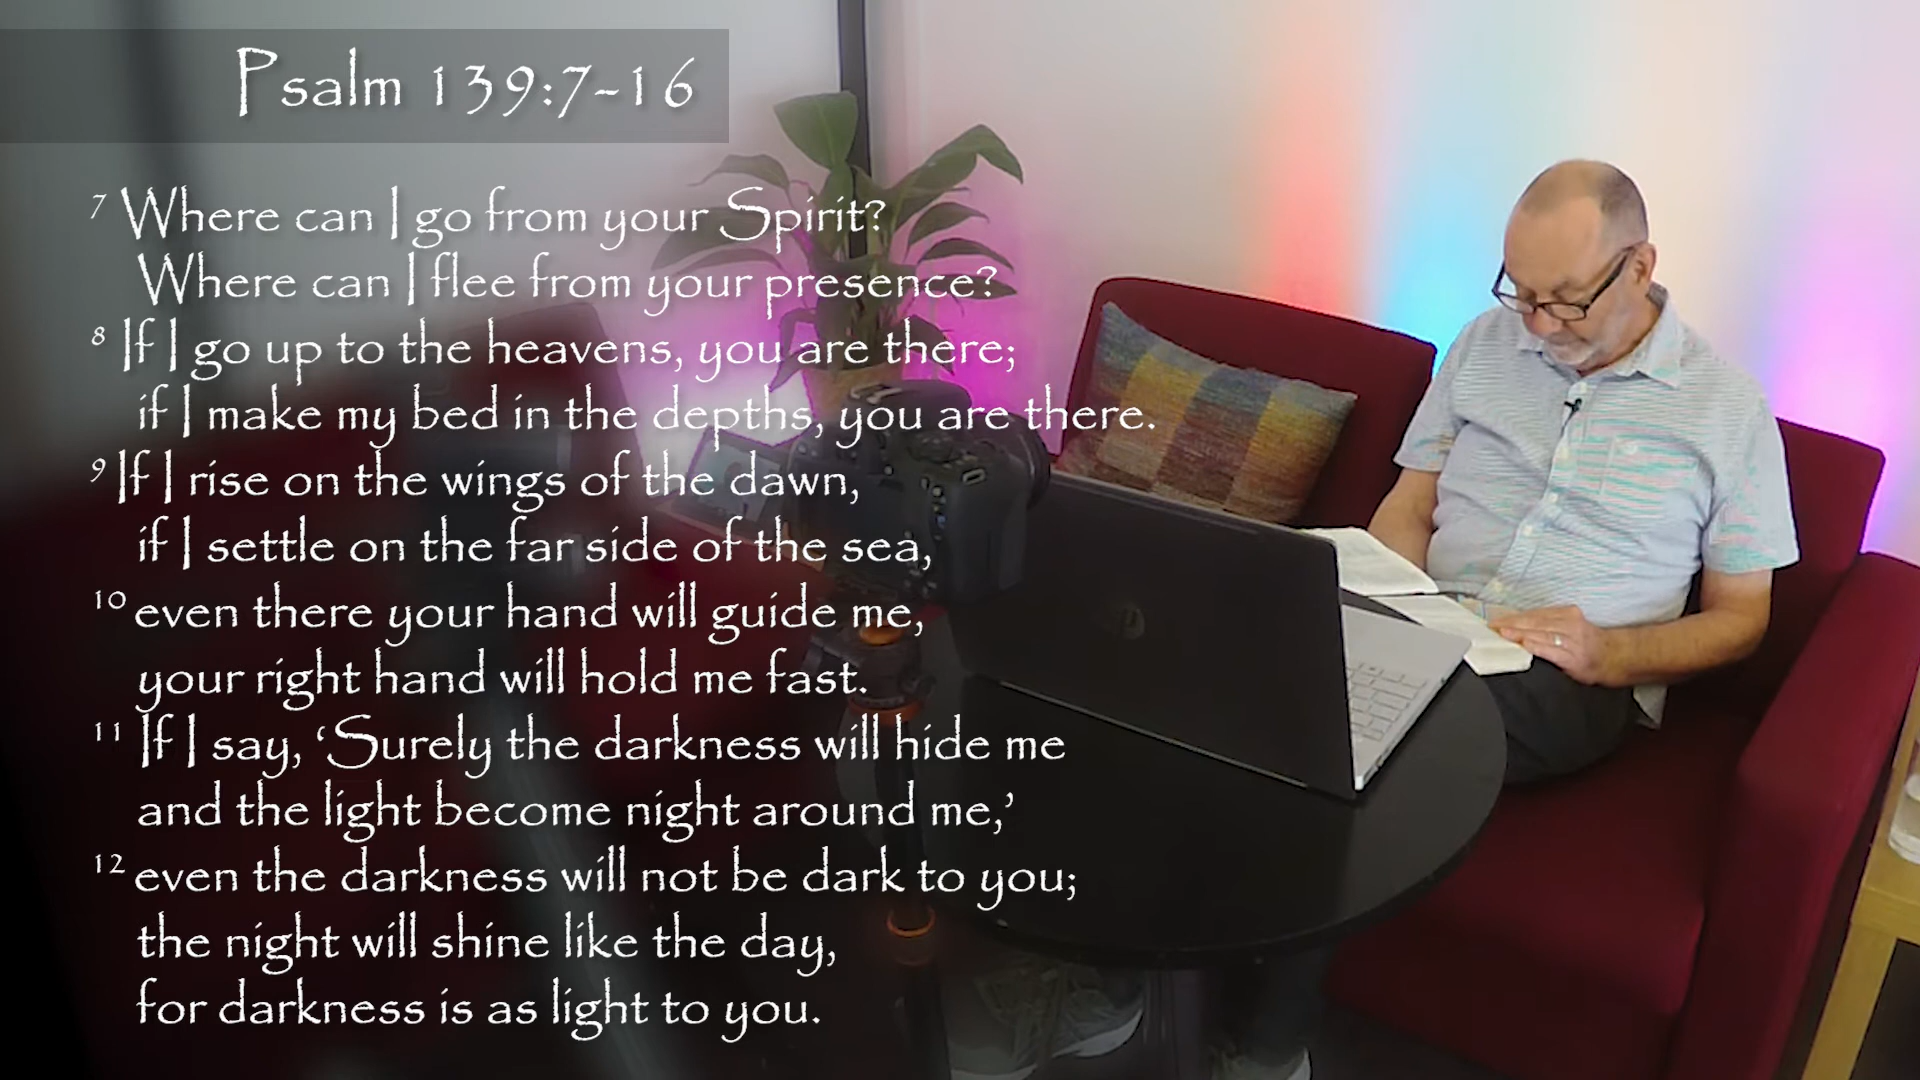 Psalm 139:7-16
7 Where can I go from your Spirit?
Where can I flee from your presence?
8 If I go up to the heavens, you are there;
if I make my bed in the depths, you are there.
9 If I rise on the wings of the dawn,
if I settle on the far side of the sea,
10 even there your hand will guide me,
your right hand will hold me fast.
11 If I say, ‘Surely the darkness will hide me
and the light become night around me,’
12 even the darkness will not be dark to you;
the night will shine like the day,
for darkness is as light to you.